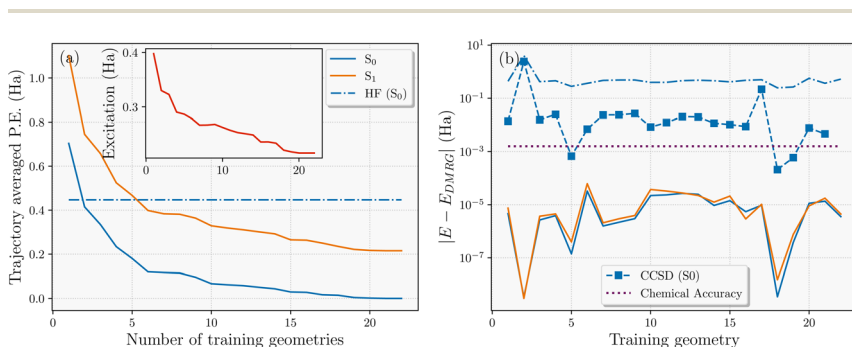 (a)
Trajectory averaged P.E. (Ha)
1.0
0.8
0.6
0.4
0.2
0.0
0
5
10
15
20
Number of training geometries
Excitation (Ha)
0.4
0.3
0
10
20
S₀
S₁
HF (S₀)
(b)
|E − E_DMRG| (Ha)
10¹
10⁻¹
10⁻³
10⁻⁵
10⁻⁷
0
5
10
15
20
Training geometry
CCSD (S0)
Chemical Accuracy